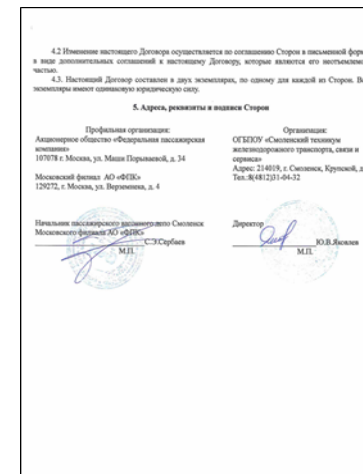 4.2 Изменение настоящего Договора осуществляется по соглашению Сторон в письменной фор
в виде дополнительных соглашений к настоящему Договору, которые являются его неотъемлемо
частью.
4.3. Настоящий Договор составлен в двух экземплярах, по одному для каждой из Сторон. Вс
экземпляры имеют одинаковую юридическую силу.
5. Адреса, реквизиты и подписи Сторон
Профильная организация:
Акционерное общество «Федеральная пассажирская
компания»
107078 г. Москва, ул. Маши Порываевой, д. 34
Московский филиал АО «ФПК»
129272, г. Москва, ул. Верземнека, д. 4
Начальник пассажирского вагонного депо Смоленск
Московского филиала АО «ФПК»
С.Э.Сербаев
М.П.
Организация:
ОГБПОУ «Смоленский техникум
железнодорожного транспорта, связи и
сервиса»
Адрес: 214019, г. Смоленск, Крупской, д
Тел.:8(4812)31-04-32
Директор
Ю.В.Яковлев
М.П.